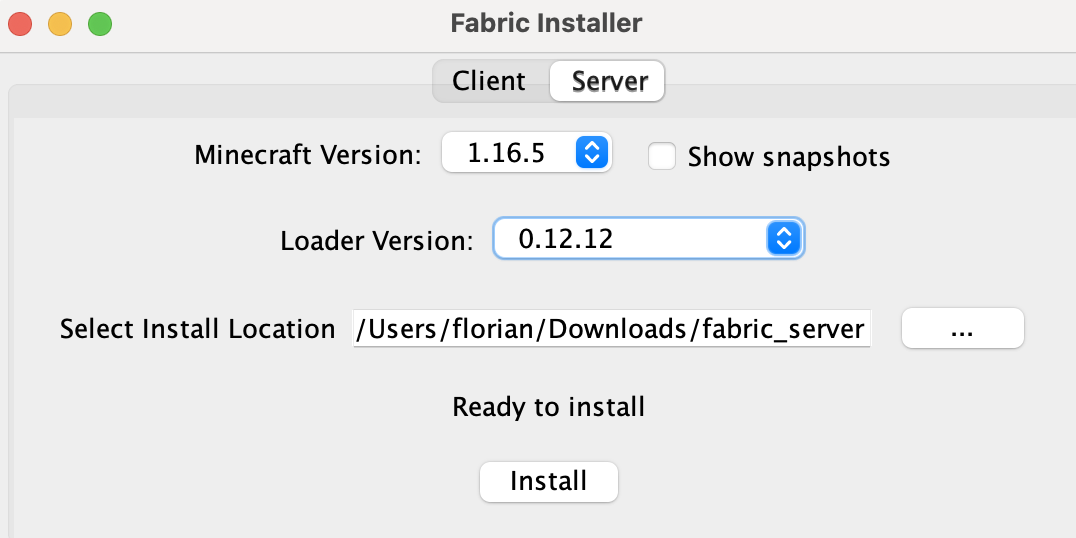 Fabric Installer
Client Server
Minecraft Version: 1.16.5 Show snapshots
Loader Version: 0.12.12
Select Install Location /Users/florian/Downloads/fabric_server ...
Ready to install
Install